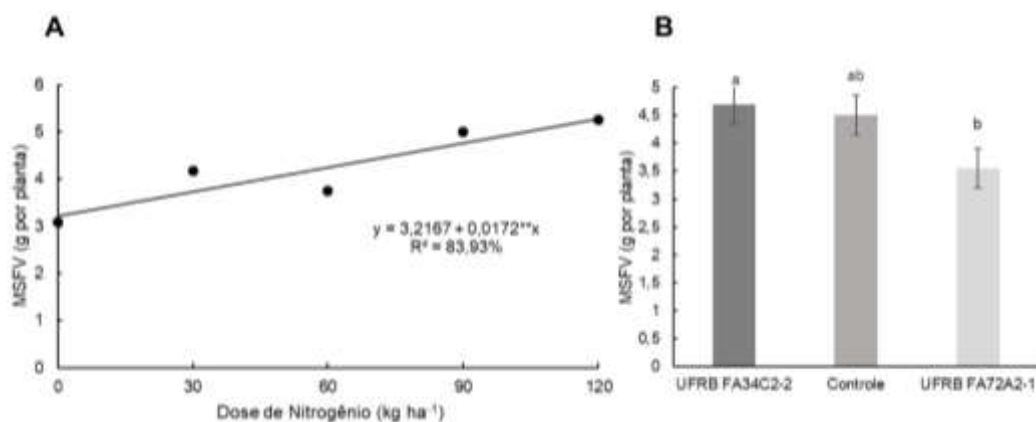 A
MSFV (g por planta)
6
5
4
3
2
1
0
y = 3,2167 + 0,0172**x
R² = 83,93%
0 30 60 90 120
Dose de Nitrogênio (kg ha⁻¹)
B
MSFV (g por planta)
5
4,5
4
3,5
3
2,5
2
1,5
1
0,5
0
a
ab
b
UFRB FA34C2-2 Controle UFRB FA72A2-1